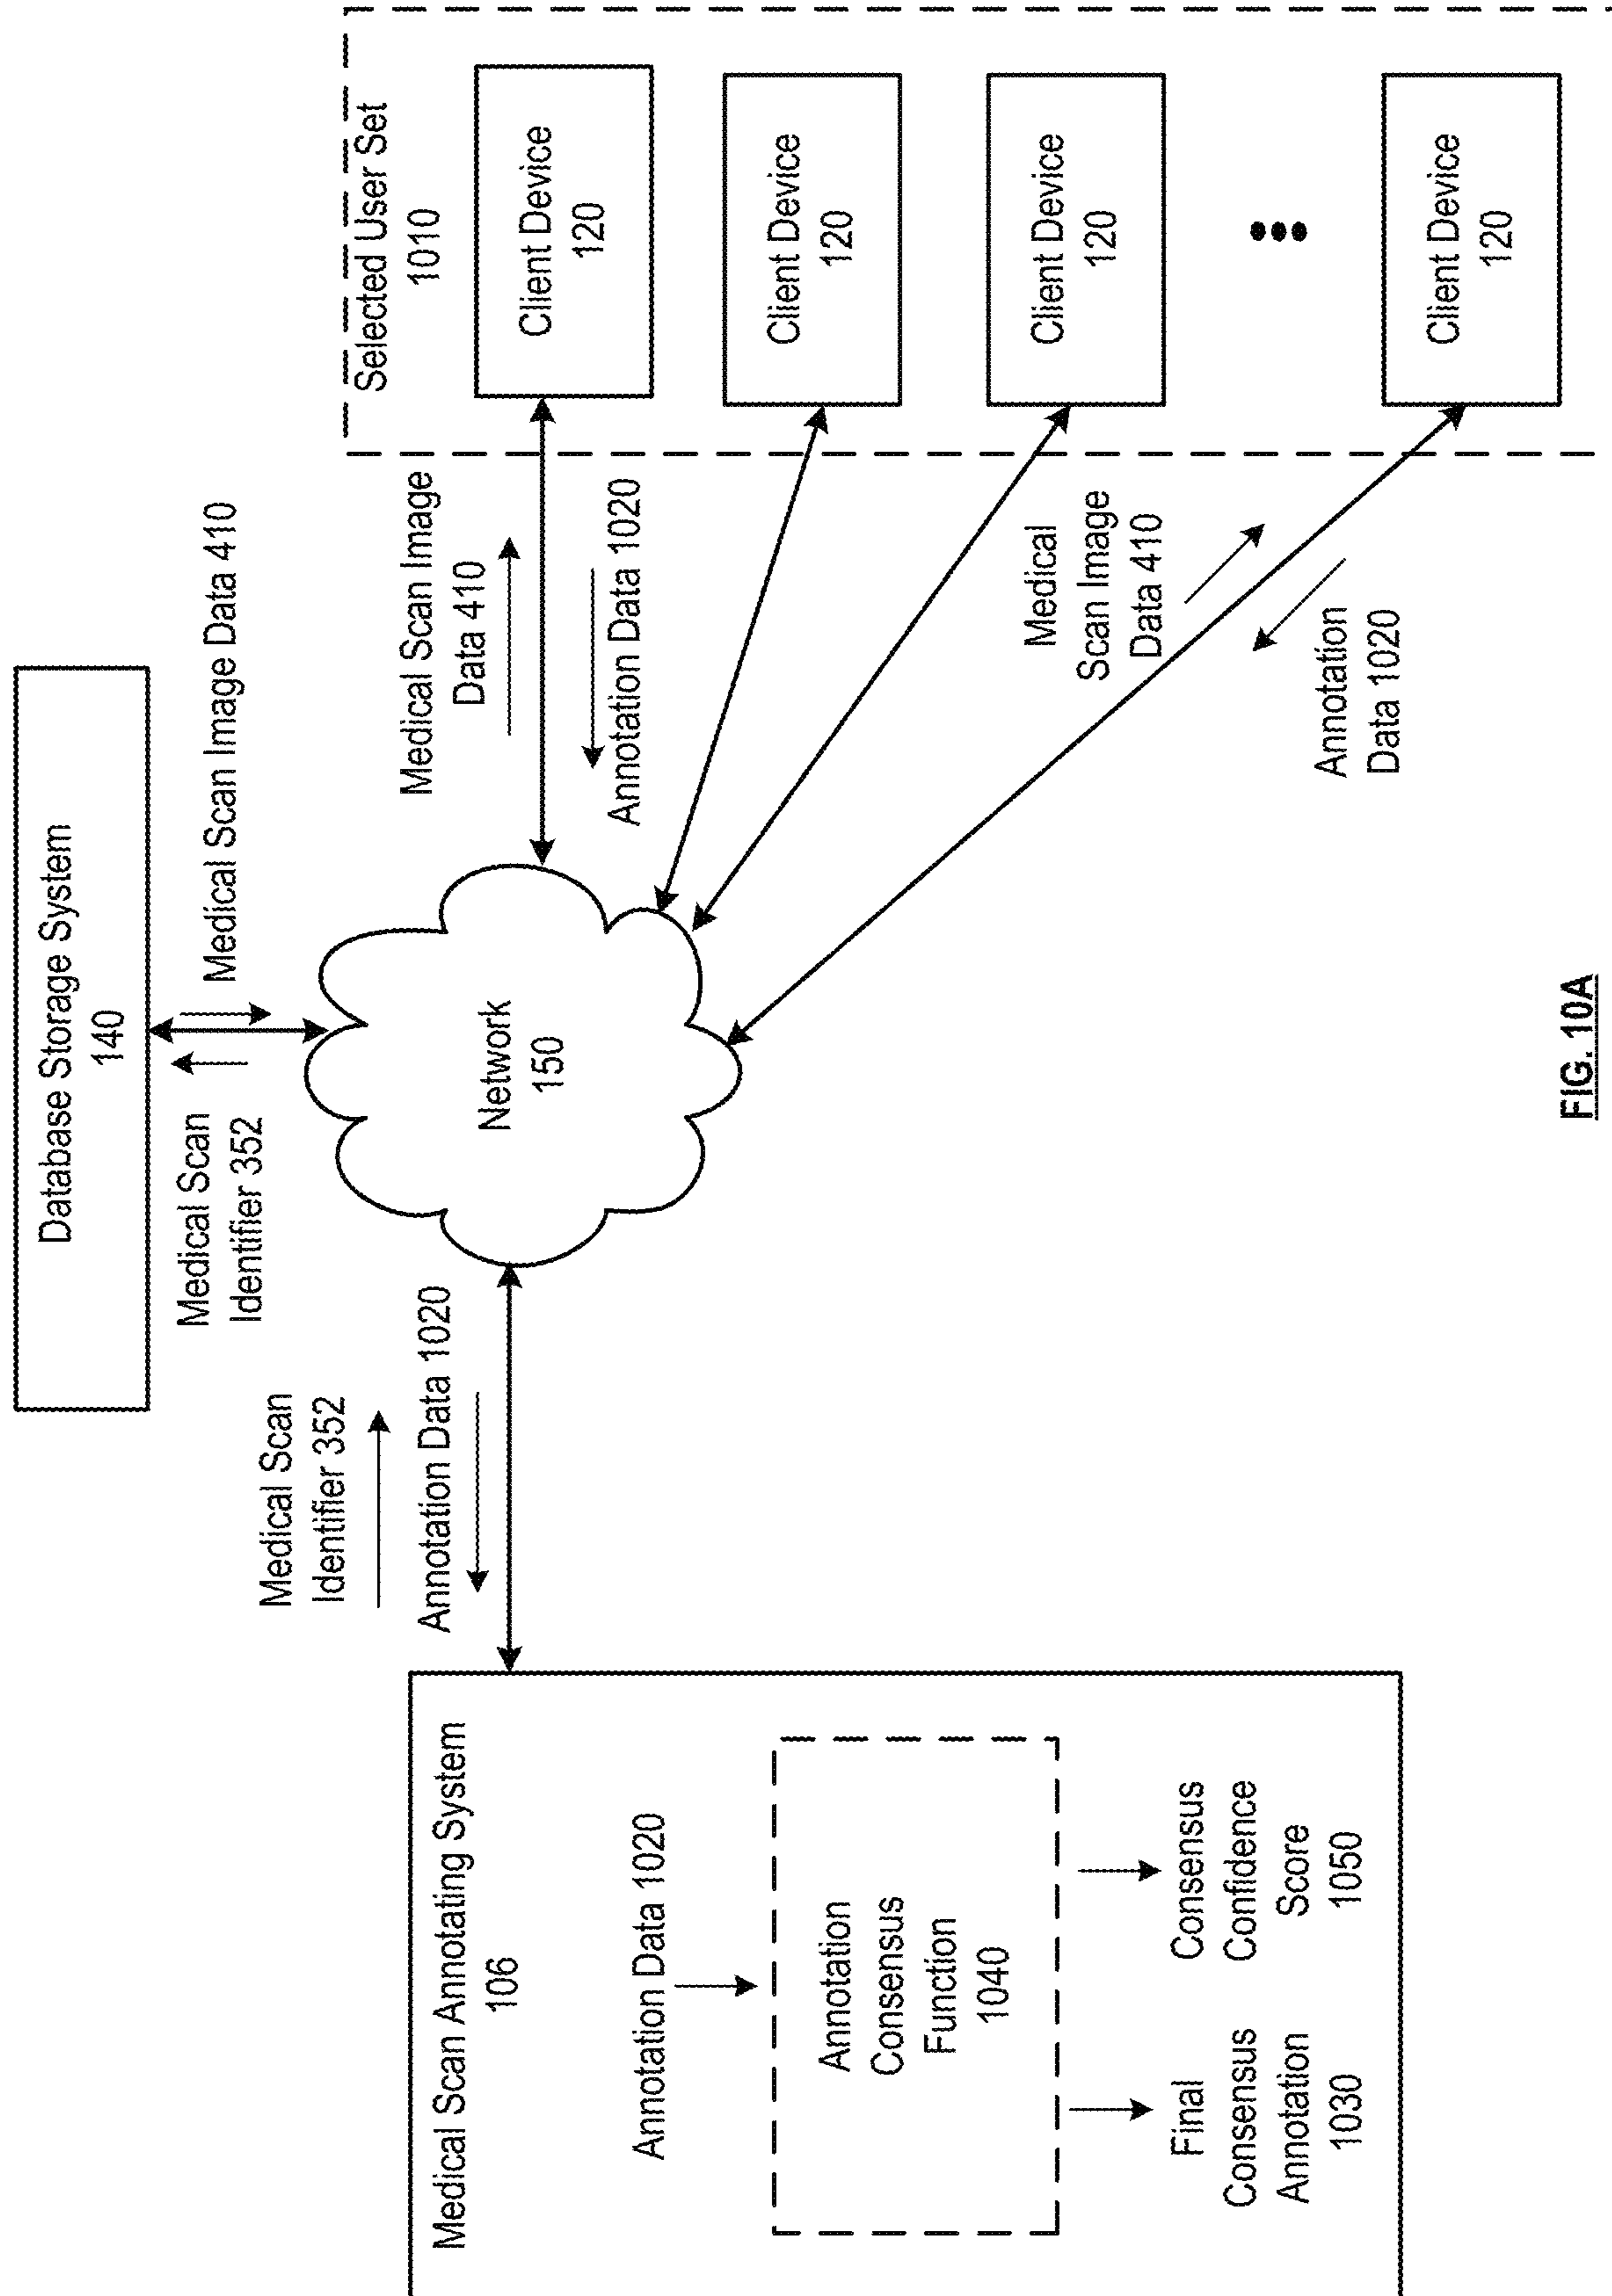 Database Storage System
140
Medical Scan
Identifier 352
Medical Scan Image Data 410
Medical Scan
Identifier 352
Annotation Data 1020
Network
150
Medical Scan Image
Data 410
Annotation Data 1020
Medical
Scan Image
Data 410
Annotation
Data 1020
Selected User Set
1010
Client Device
120
Client Device
120
Client Device
120
Client Device
120
Medical Scan Annotating System
106
Annotation Data 1020
Annotation
Consensus
Function
1040
Final
Consensus
Annotation
1030
Consensus
Confidence
Score
1050
FIG. 10A